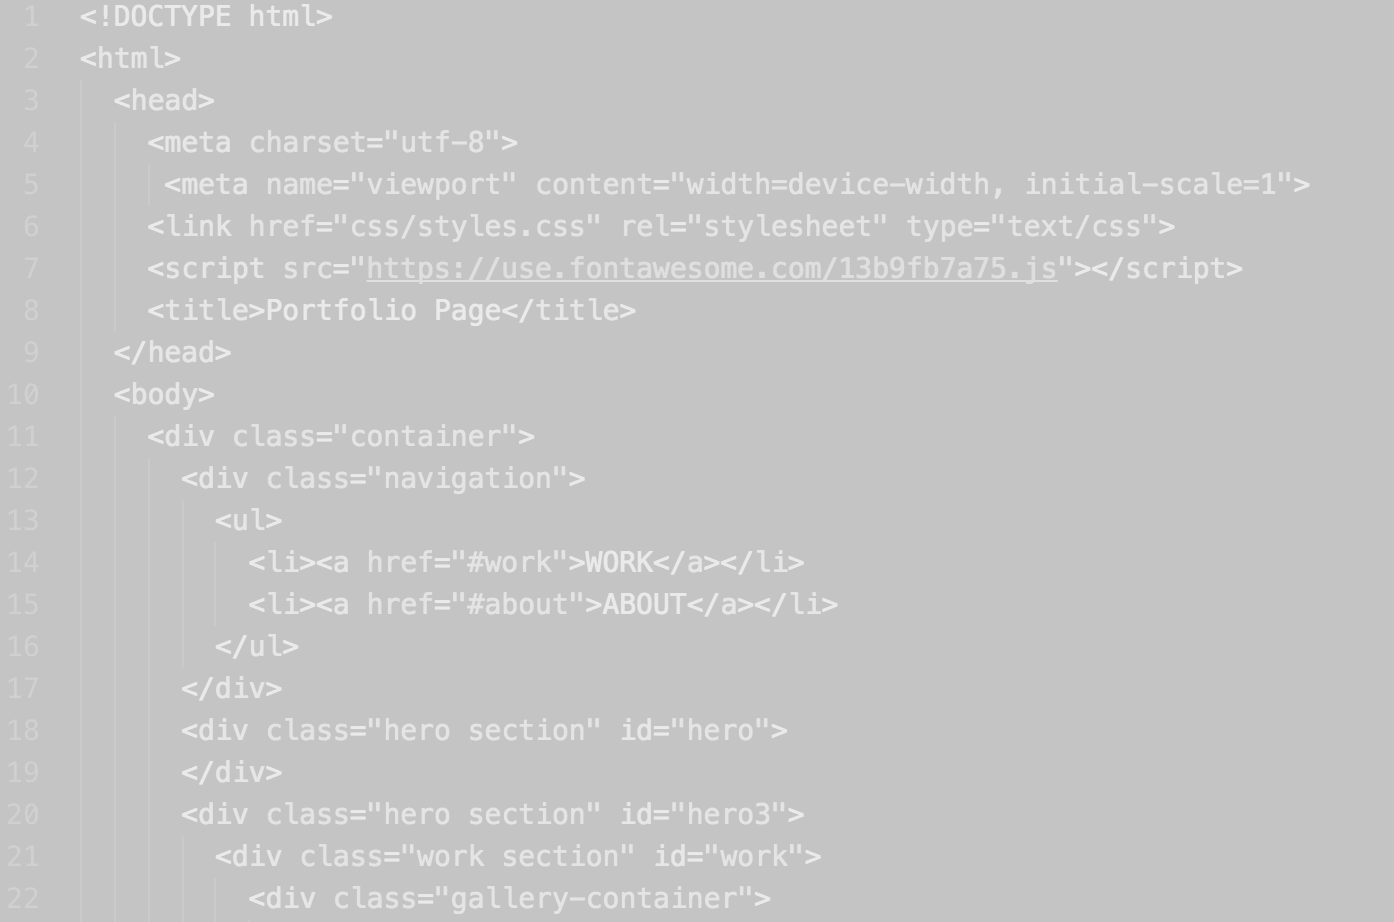 1 <!DOCTYPE html>
2 <html>
3 <head>
4 <meta charset="utf-8">
5 <meta name="viewport" content="width=device-width, initial-scale=1">
6 <link href="css/styles.css" rel="stylesheet" type="text/css">
7 <script src="https://use.fontawesome.com/13b9fb7a75.js"></script>
8 <title>Portfolio Page</title>
9 </head>
10 <body>
11 <div class="container">
12 <div class="navigation">
13 <ul>
14 <li><a href="#work">WORK</a></li>
15 <li><a href="#about">ABOUT</a></li>
16 </ul>
17 </div>
18 <div class="hero section" id="hero">
19 </div>
20 <div class="hero section" id="hero3">
21 <div class="work section" id="work">
22 <div class="gallery-container">